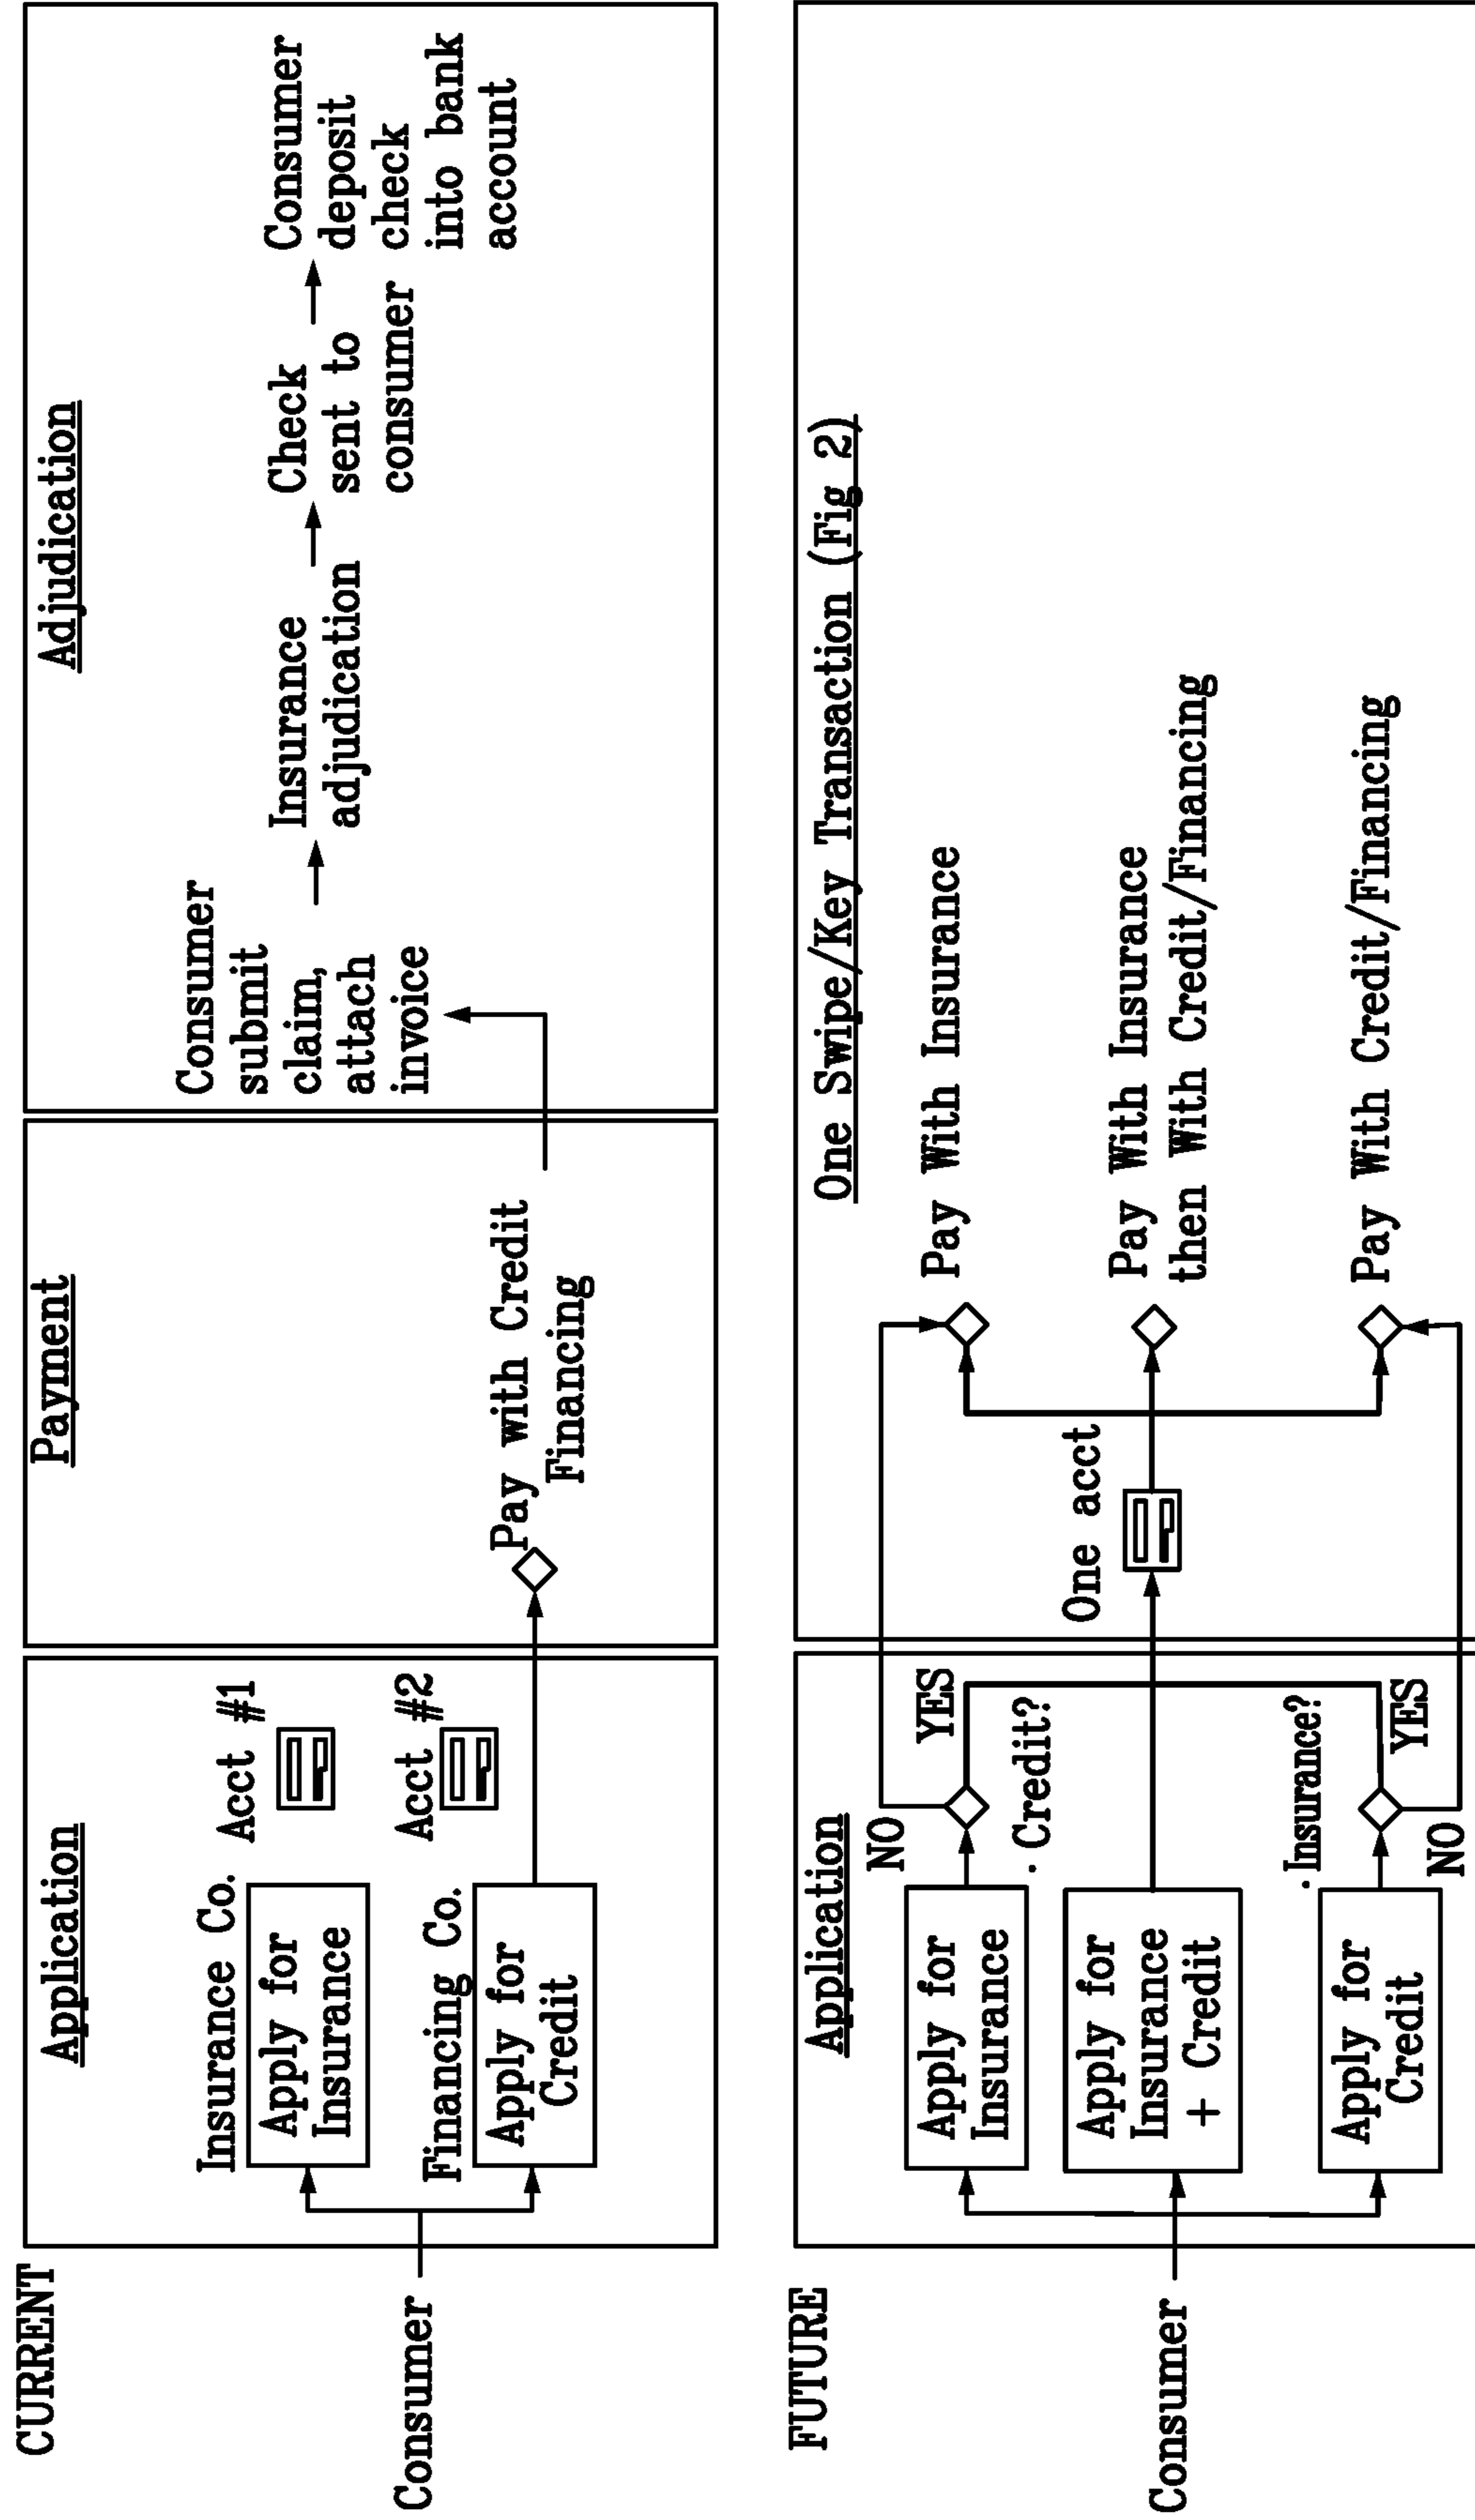 CURRENT
Consumer
Application
Insurance Co.
Acct #1
Apply for
Insurance
Financing Co.
Acct #2
Apply for
Credit
Payment
Pay with Credit
Financing
Adjudication
Consumer
submit
claim,
attach
invoice
Insurance
adjudication
Check
sent to
consumer
Consumer
deposit
check
into bank
account
FUTURE
Consumer
Application
Apply for
Insurance
NO
YES
. Credit?
Apply for
Insurance
+ Credit
. Insurance?
Apply for
Credit
NO
YES
One Swipe/Key Transaction (Fig 2)
One acct
Pay With Insurance
Pay With Insurance
then With Credit/Financing
Pay With Credit/Financing